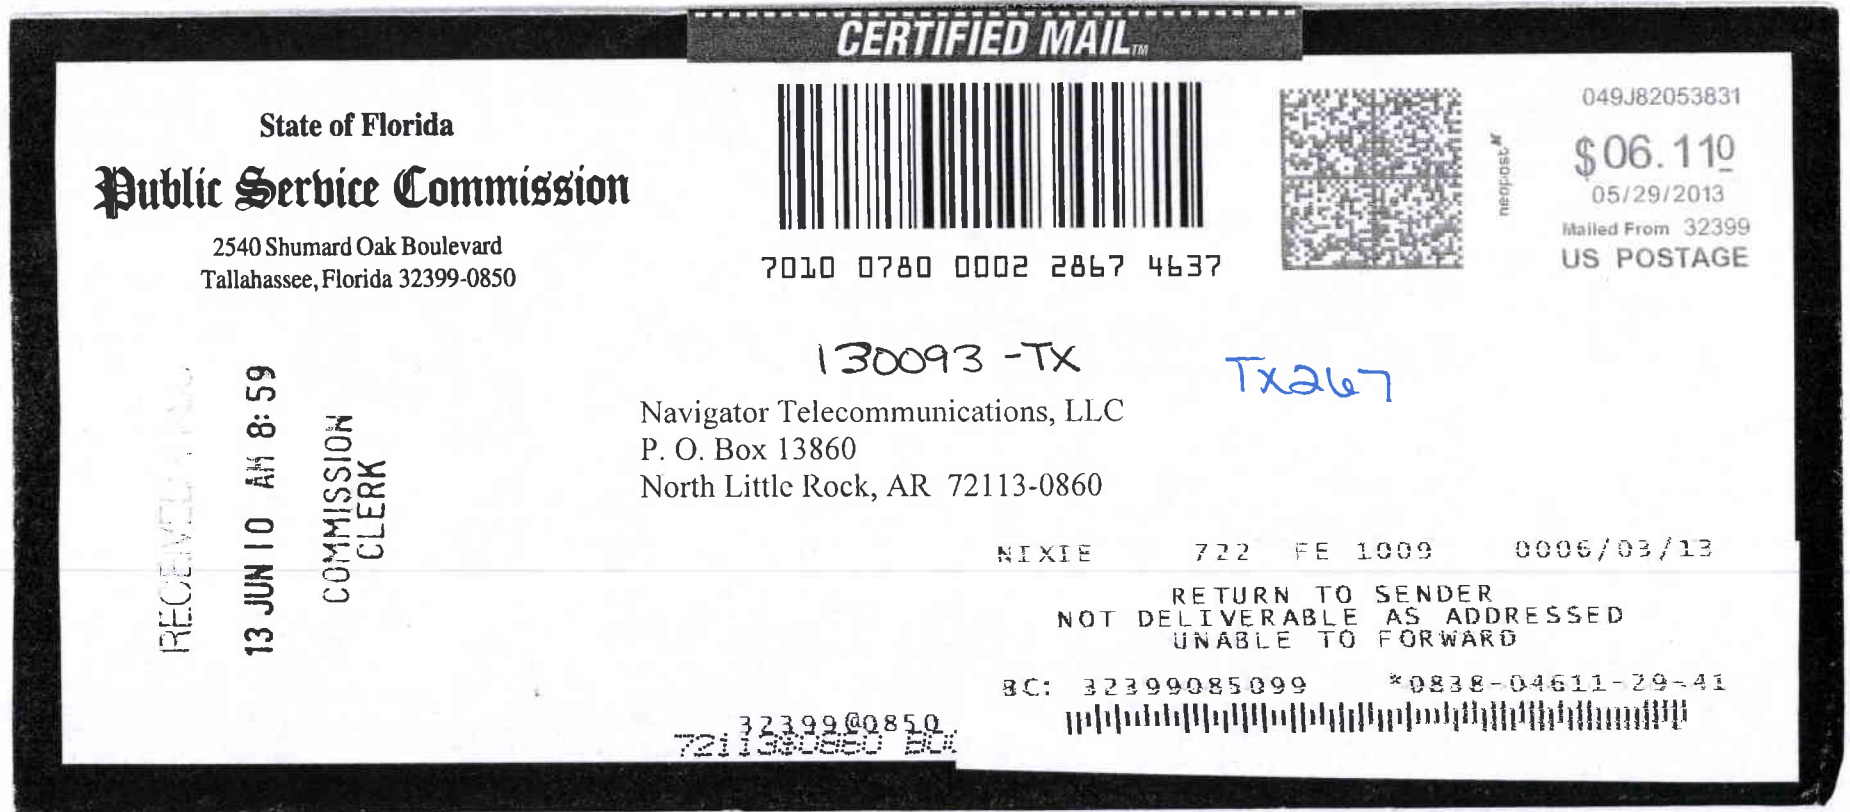 CERTIFIED MAIL™
State of Florida
Public Service Commission
2540 Shumard Oak Boulevard
Tallahassee, Florida 32399-0850
7010 0780 0002 2867 4637
neopost
049J82053831
$06.110
05/29/2013
Mailed From 32399
US POSTAGE
RECEIVED
13 JUN 10 AM 8:59
COMMISSION
CLERK
130093-TX
TX267
Navigator Telecommunications, LLC
P. O. Box 13860
North Little Rock, AR 72113-0860
NIXIE 722 FE 1009 0006/03/13
RETURN TO SENDER
NOT DELIVERABLE AS ADDRESSED
UNABLE TO FORWARD
BC: 32399085099 *0838-04611-29-41
32399@0850